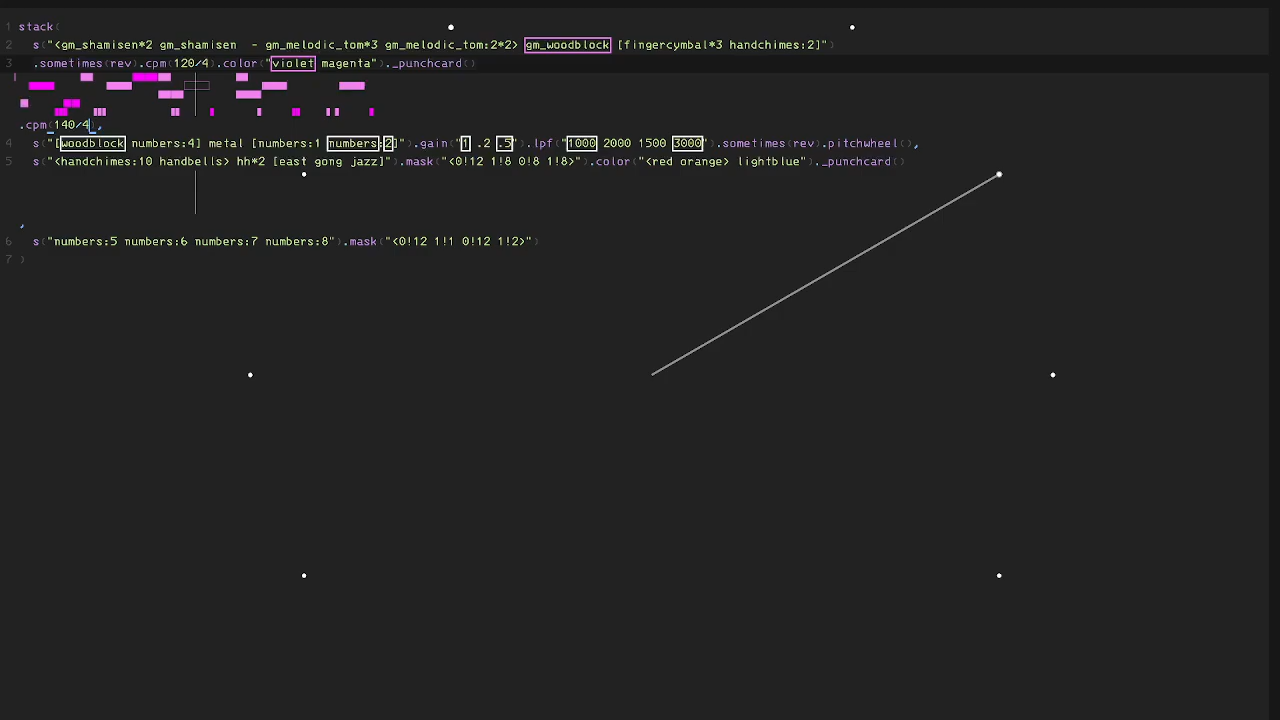 1 stack(
2 s("<gm_shamisen*2 gm_shamisen - gm_melodic_tom*3 gm_melodic_tom:2*2> gm_woodblock [fingercymbal*3 handchimes:2]")
3 .sometimes(rev).cpm(120/4).color("violet magenta")._punchcard()
.cpm(140/4),
4 s("[woodblock numbers:4] metal [numbers:1 numbers:2]").gain("1 .2 .5").lpf("1000 2000 1500 3000").sometimes(rev).pitchwheel(),
5 s("<handchimes:10 handbells> hh*2 [east gong jazz]").mask("<0!12 1!8 0!8 1!8>").color("<red orange> lightblue")._punchcard()
,
6 s("numbers:5 numbers:6 numbers:7 numbers:8").mask("<0!12 1!1 0!12 1!2>")
7 )